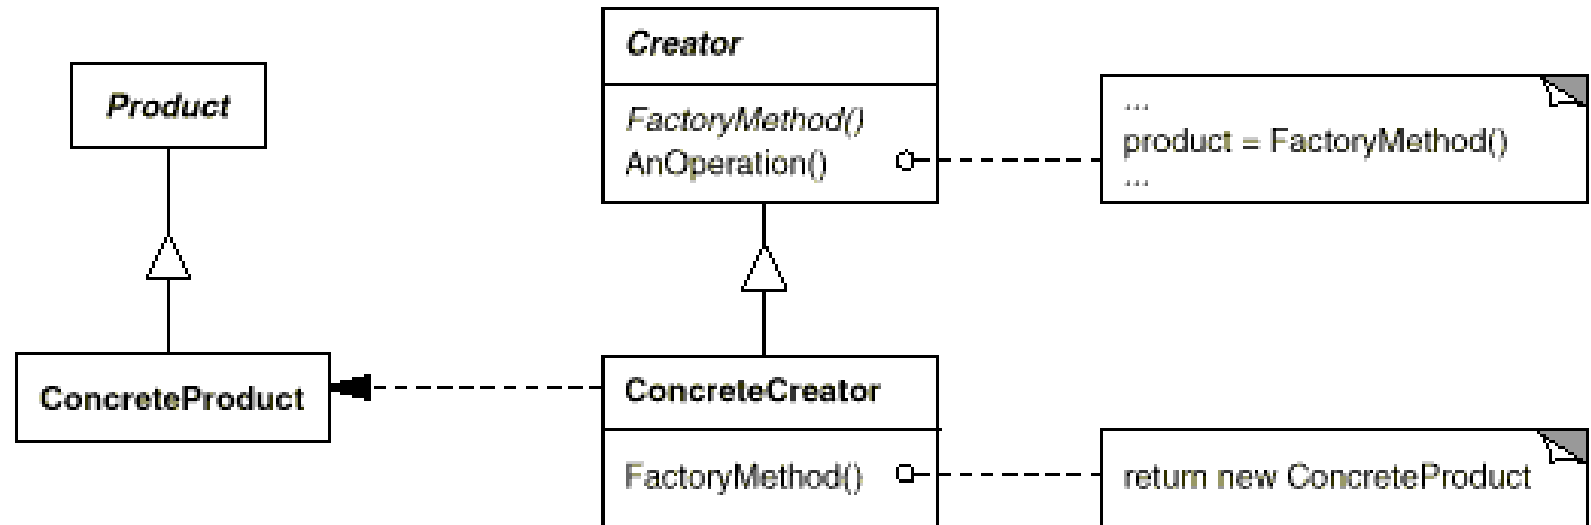 Product
ConcreteProduct
Creator
FactoryMethod()
AnOperation()
...
product = FactoryMethod()
...
ConcreteCreator
FactoryMethod()
return new ConcreteProduct